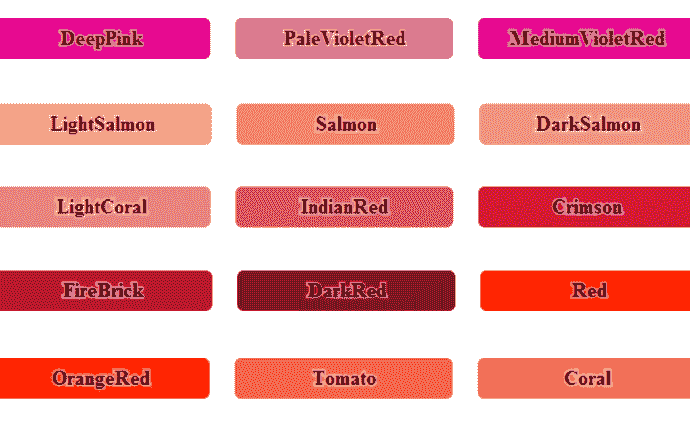 DeepPink PaleVioletRed MediumVioletRed
LightSalmon Salmon DarkSalmon
LightCoral IndianRed Crimson
FireBrick DarkRed Red
OrangeRed Tomato Coral